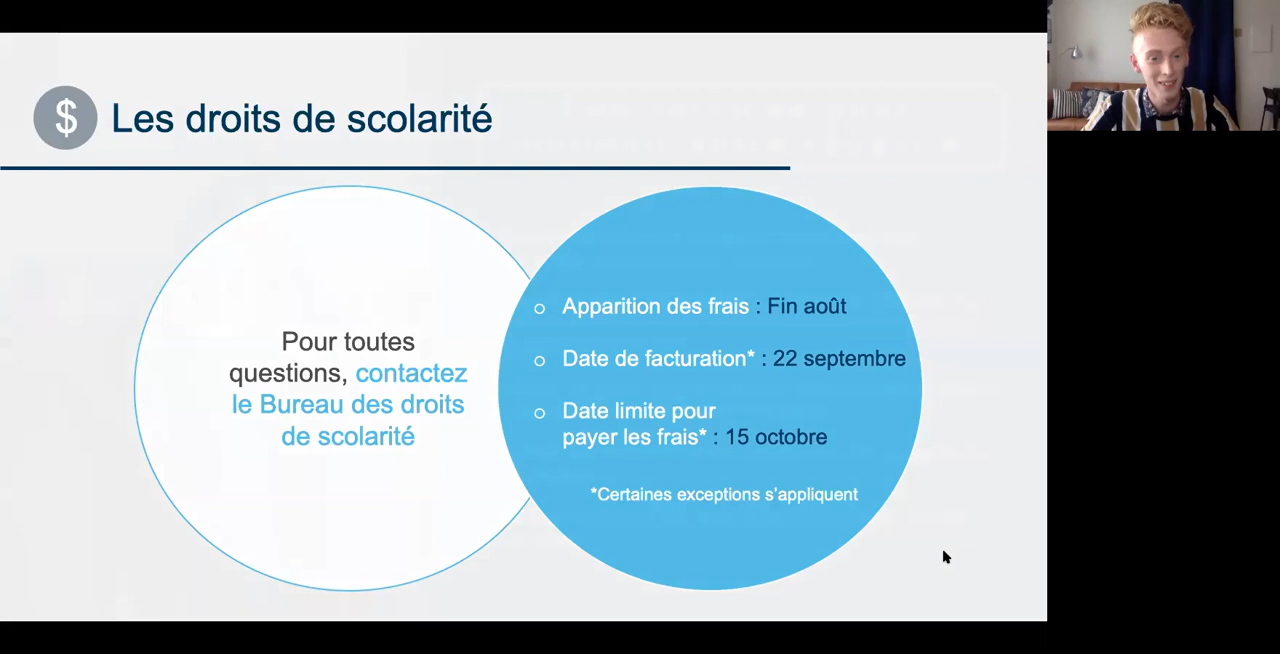 $ Les droits de scolarité
Pour toutes
questions, contactez
le Bureau des droits
de scolarité
o Apparition des frais : Fin août
o Date de facturation* : 22 septembre
o Date limite pour
payer les frais* : 15 octobre
*Certaines exceptions s'appliquent